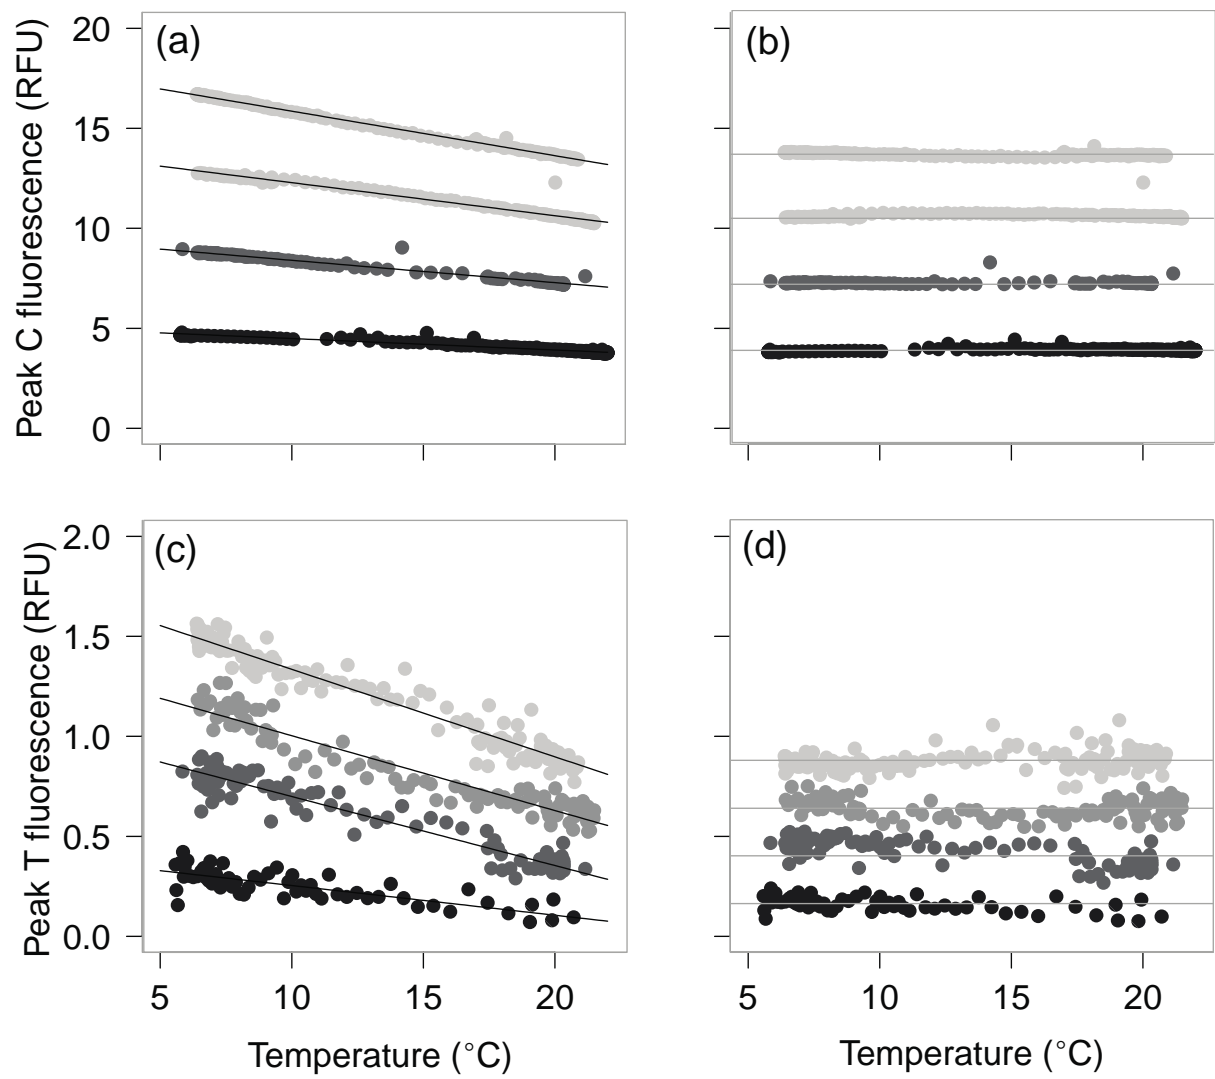 Peak C fluorescence (RFU)
20
15
10
5
0
(a)
(b)
Peak T fluorescence (RFU)
2.0
1.5
1.0
0.5
0.0
(c)
(d)
5 10 15 20
5 10 15 20
Temperature (°C)
Temperature (°C)